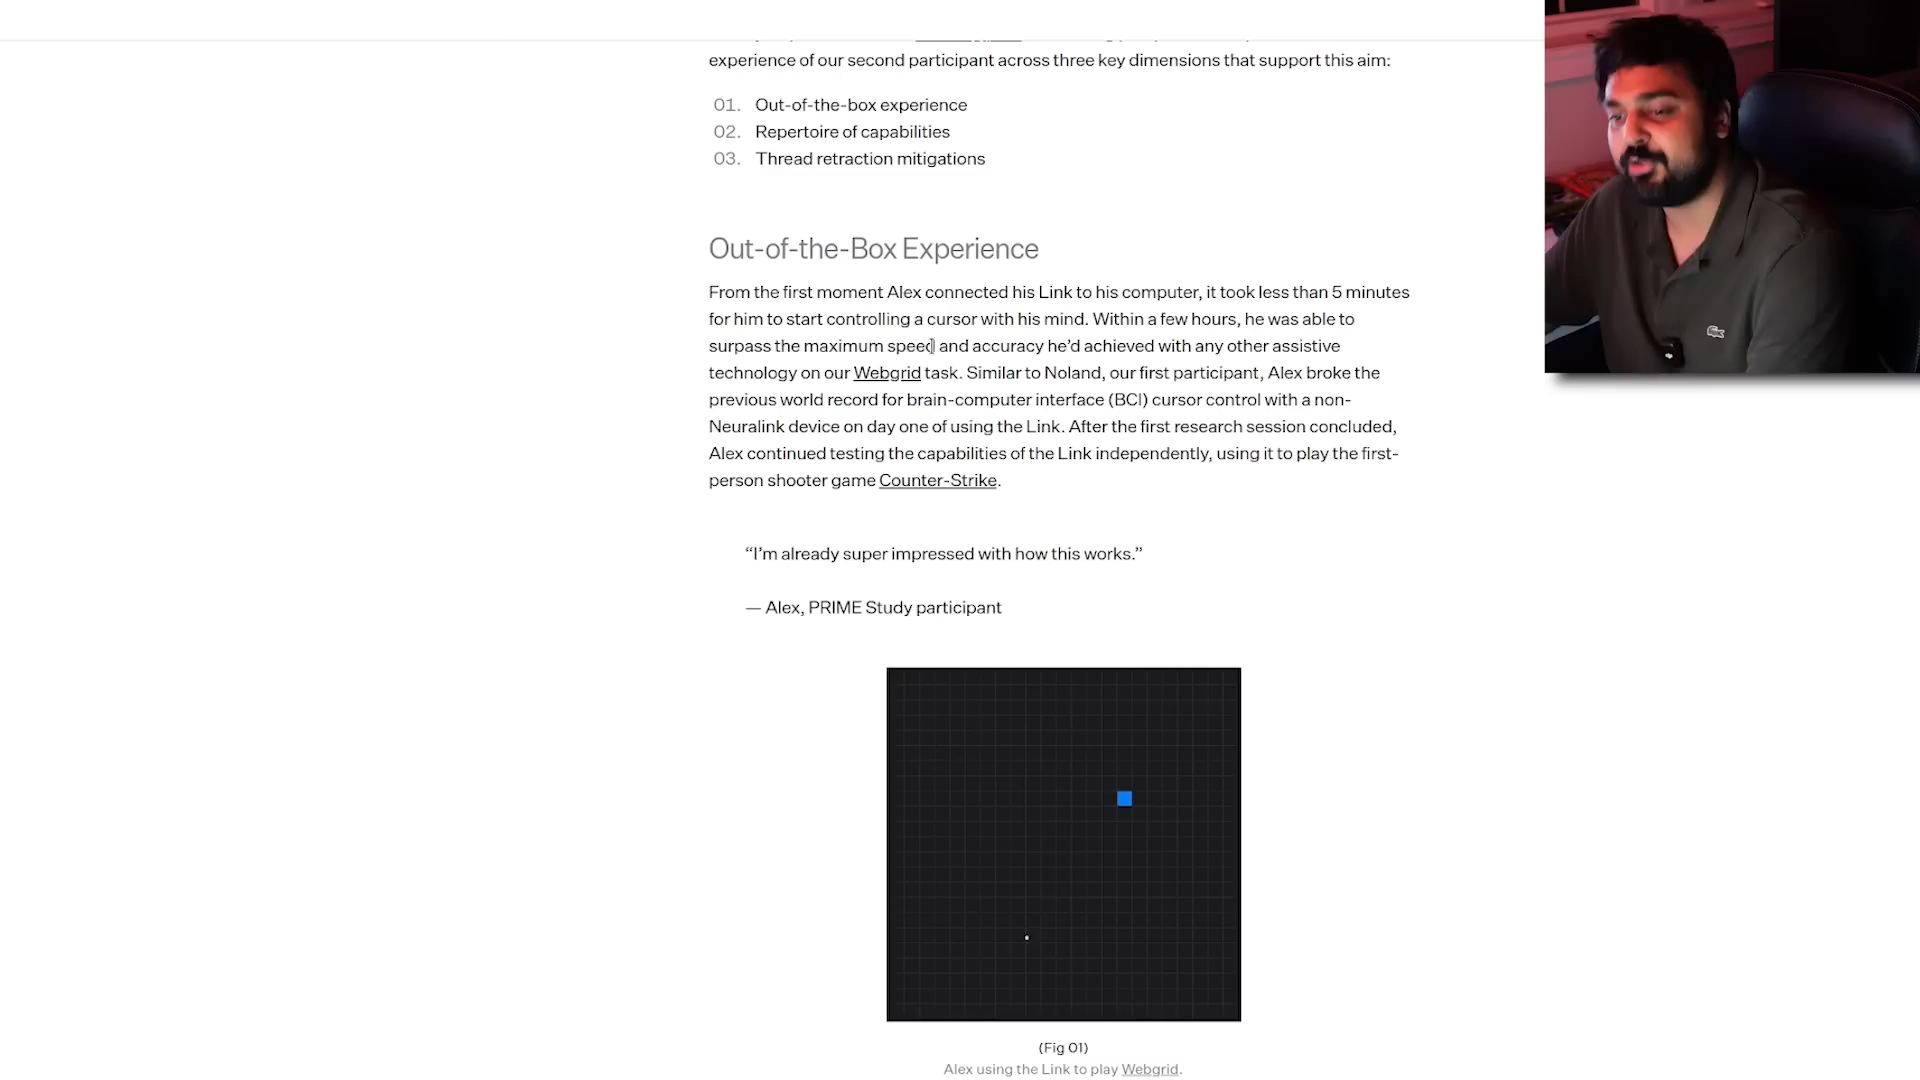 experience of our second participant across three key dimensions that support this aim:
01. Out-of-the-box experience
02. Repertoire of capabilities
03. Thread retraction mitigations
Out-of-the-Box Experience
From the first moment Alex connected his Link to his computer, it took less than 5 minutes
for him to start controlling a cursor with his mind. Within a few hours, he was able to
surpass the maximum speed and accuracy he’d achieved with any other assistive
technology on our Webgrid task. Similar to Noland, our first participant, Alex broke the
previous world record for brain-computer interface (BCI) cursor control with a non-
Neuralink device on day one of using the Link. After the first research session concluded,
Alex continued testing the capabilities of the Link independently, using it to play the first-
person shooter game Counter-Strike.
“I’m already super impressed with how this works.”
— Alex, PRIME Study participant
(Fig 01)
Alex using the Link to play Webgrid.